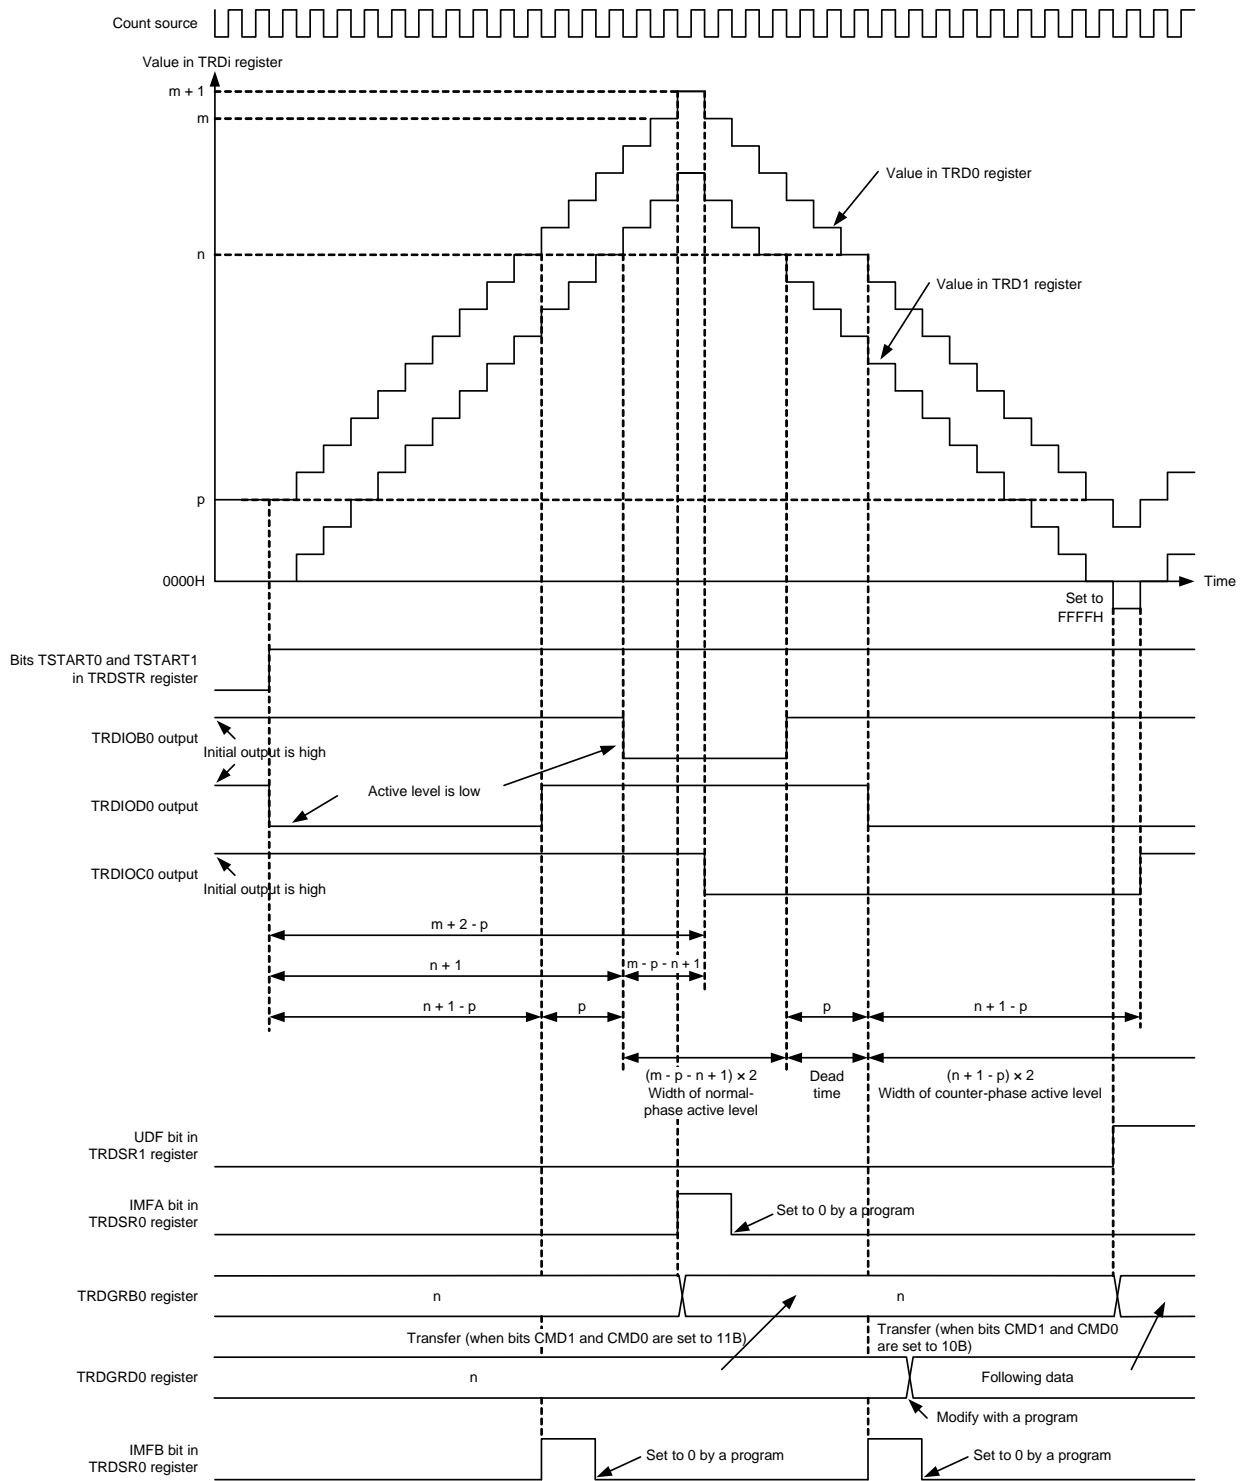 Count source
Value in TRDi register
m + 1
m
Value in TRD0 register
n
Value in TRD1 register
p
0000H
Time
Set to
FFFFH
Bits TSTART0 and TSTART1
in TRDSTR register
TRDIOB0 output
Initial output is high
Active level is low
TRDIOD0 output
TRDIOC0 output
Initial output is high
m + 2 - p
n + 1
m - p - n + 1
n + 1 - p
p
p
n + 1 - p
(m - p - n + 1) × 2
Width of normal-
phase active level
Dead
time
(n + 1 - p) × 2
Width of counter-phase active level
UDF bit in
TRDSR1 register
IMFA bit in
TRDSR0 register
Set to 0 by a program
TRDGRB0 register
n
n
Transfer (when bits CMD1 and CMD0 are set to 11B)
Transfer (when bits CMD1 and CMD0
are set to 10B)
TRDGRD0 register
n
Following data
Modify with a program
IMFB bit in
TRDSR0 register
Set to 0 by a program
Set to 0 by a program